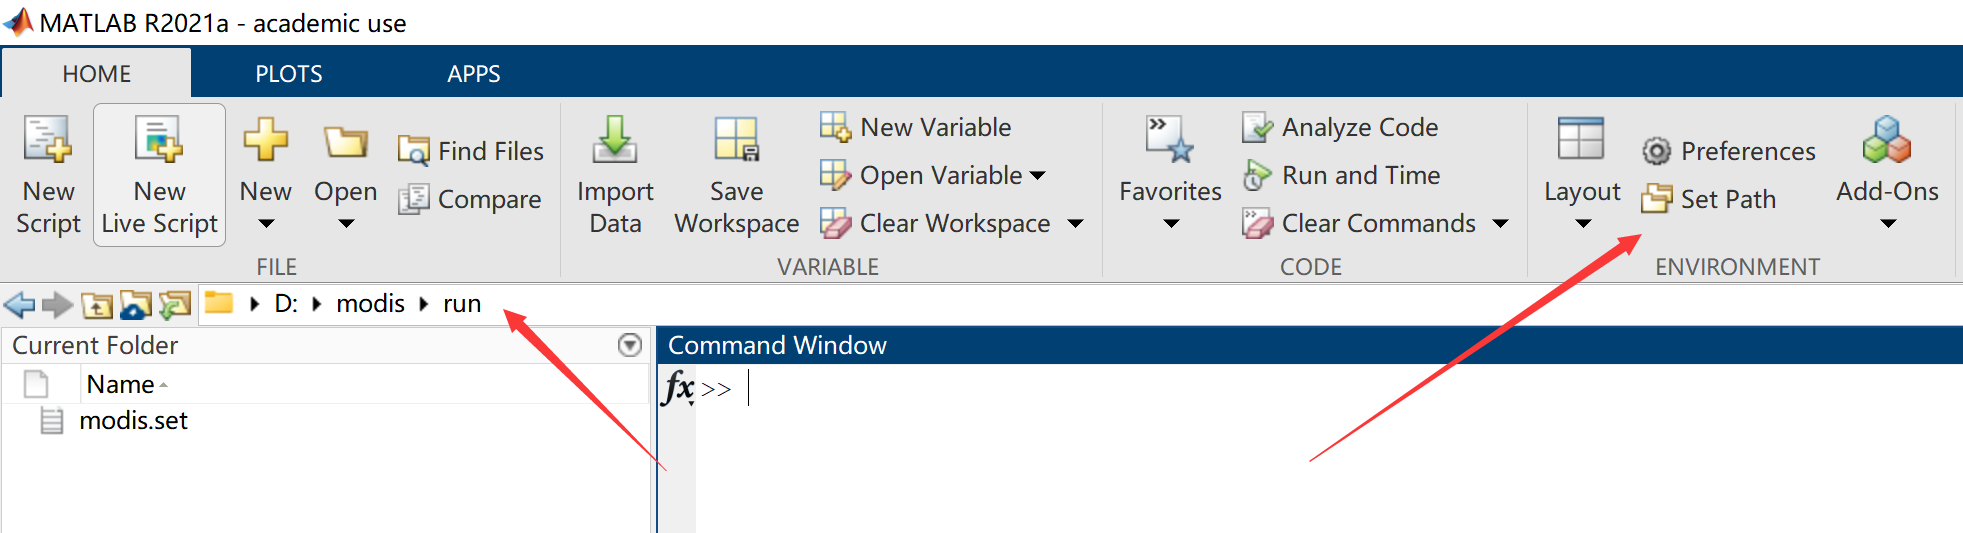 MATLAB R2021a - academic use
HOME PLOTS APPS
New Script
New Live Script
New
Open
Find Files
Compare
FILE
Import Data
Save Workspace
New Variable
Open Variable
Clear Workspace
VARIABLE
Favorites
Analyze Code
Run and Time
Clear Commands
CODE
Layout
Preferences
Set Path
Add-Ons
ENVIRONMENT
D: modis run
Current Folder
Name
modis.set
Command Window
fx >>